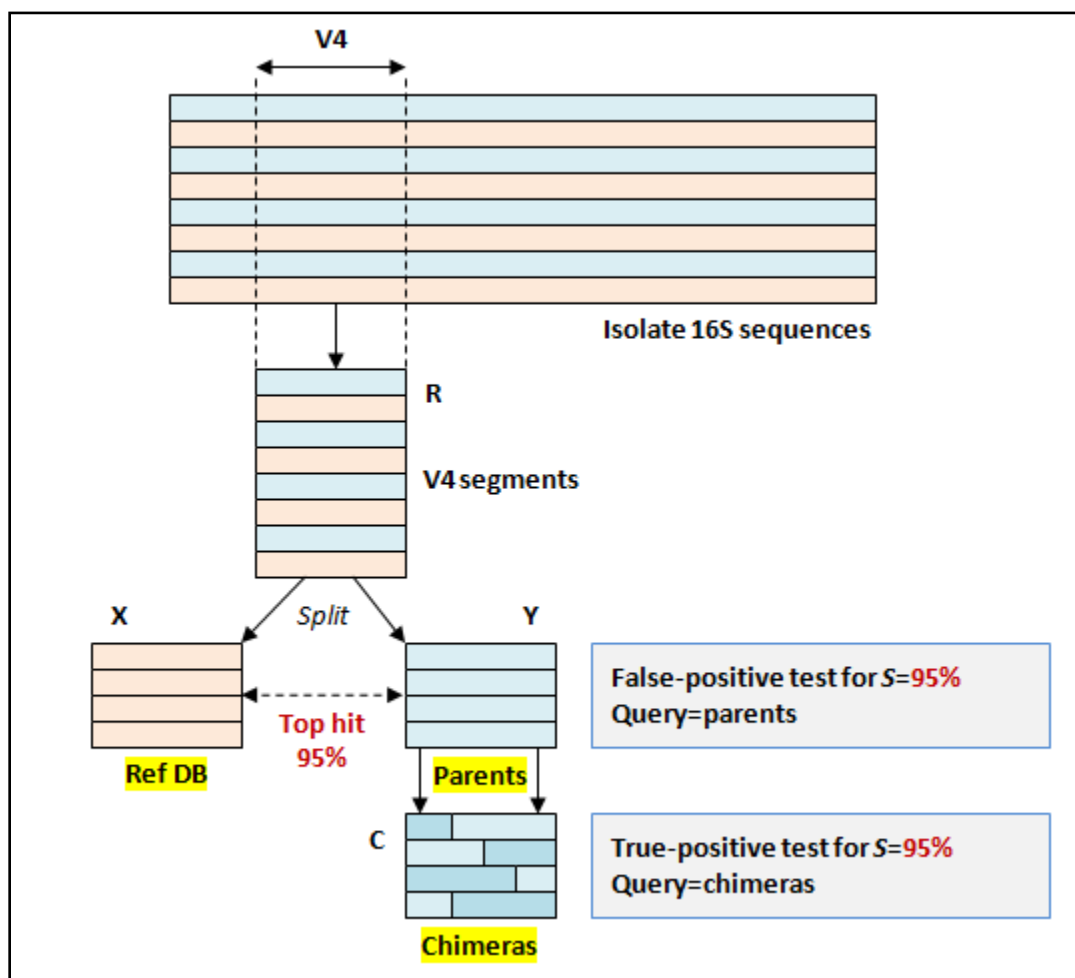 V4
Isolate 16S sequences
R
V4 segments
X
Split
Y
Top hit
95%
Ref DB
Parents
False-positive test for S=95%
Query=parents
C
Chimeras
True-positive test for S=95%
Query=chimeras